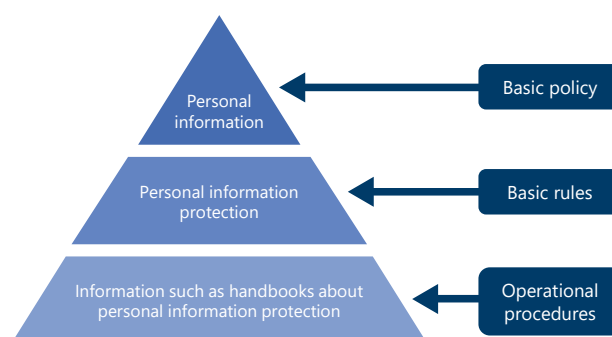 Personal
information
Basic policy
Personal information
protection
Basic rules
Information such as handbooks about
personal information protection
Operational
procedures